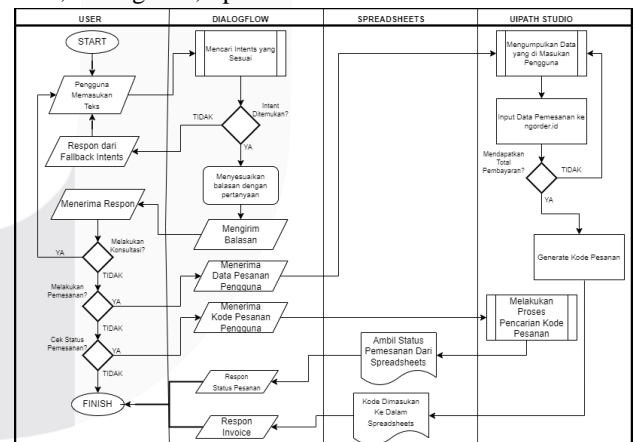 USER
DIALOGFLOW
SPREADSHEETS
UIPATH STUDIO
START
Pengguna
Memasukan
Teks
Respon dari
Fallback Intents
Menerima Respon
Melakukan
Konsultasi?
YA
TIDAK
Melakukan
Pemesanan?
YA
TIDAK
Cek Status
Pemesanan?
YA
TIDAK
FINISH
Mencari Intents yang
Sesuai
Intent
Ditemukan?
TIDAK
YA
Menyesuaikan
balasan dengan
pertanyaan
Mengirim
Balasan
Menerima
Data Pesanan
Pengguna
Menerima
Kode Pesanan
Pengguna
Respon
Status Pesanan
Respon
Invoice
Ambil Status
Pemesanan Dari
Spreadsheets
Kode Dimasukan
Ke Dalam
Spreadsheets
Mengumpulkan Data
yang di Masukan
Pengguna
Input Data Pemesanan ke
ngorder.id
Mendapatkan
Total
Pembayaran?
TIDAK
YA
Generate Kode Pesanan
Melakukan
Proses
Pencarian Kode
Pesanan